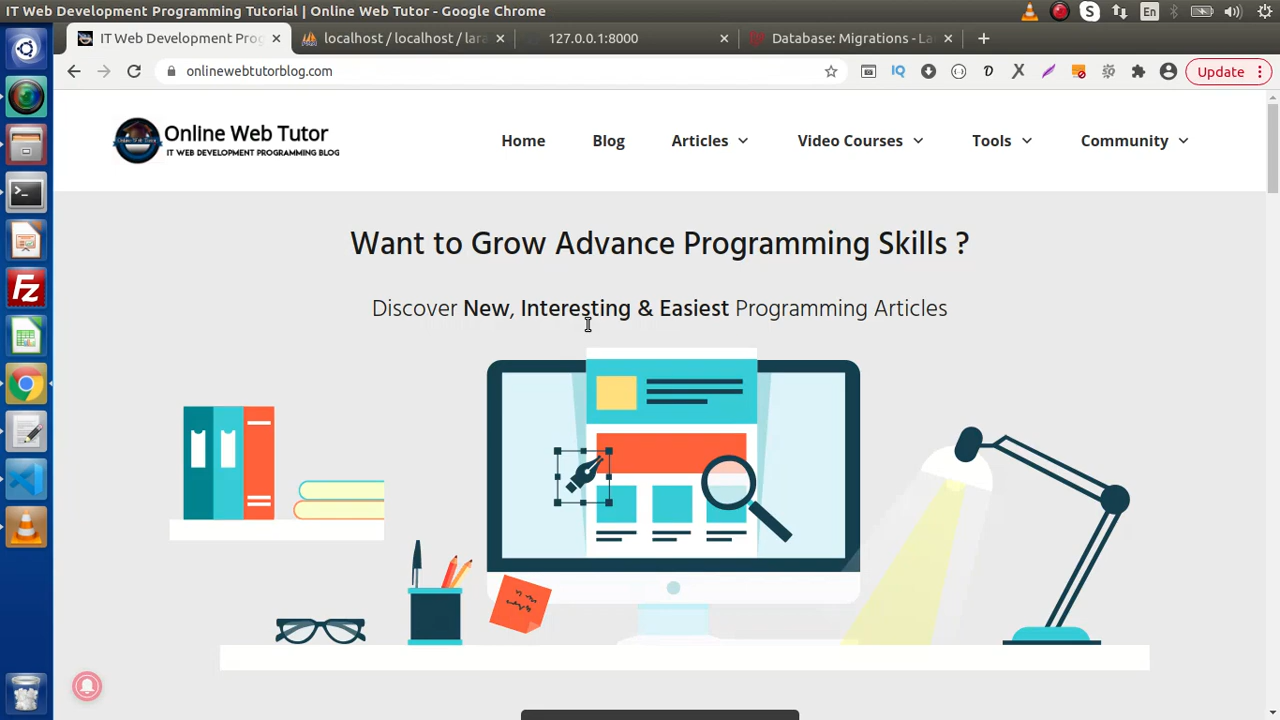 IT Web Development Programming Tutorial | Online Web Tutor - Google Chrome
En
IT Web Development Prog
localhost / localhost / lara
127.0.0.1:8000
Database: Migrations - La
onlinewebtutorblog.com
IQ
Update
Online Web Tutor
IT WEB DEVELOPMENT PROGRAMMING BLOG
Home
Blog
Articles
Video Courses
Tools
Community
Want to Grow Advance Programming Skills ?
Discover New, Interesting & Easiest Programming Articles